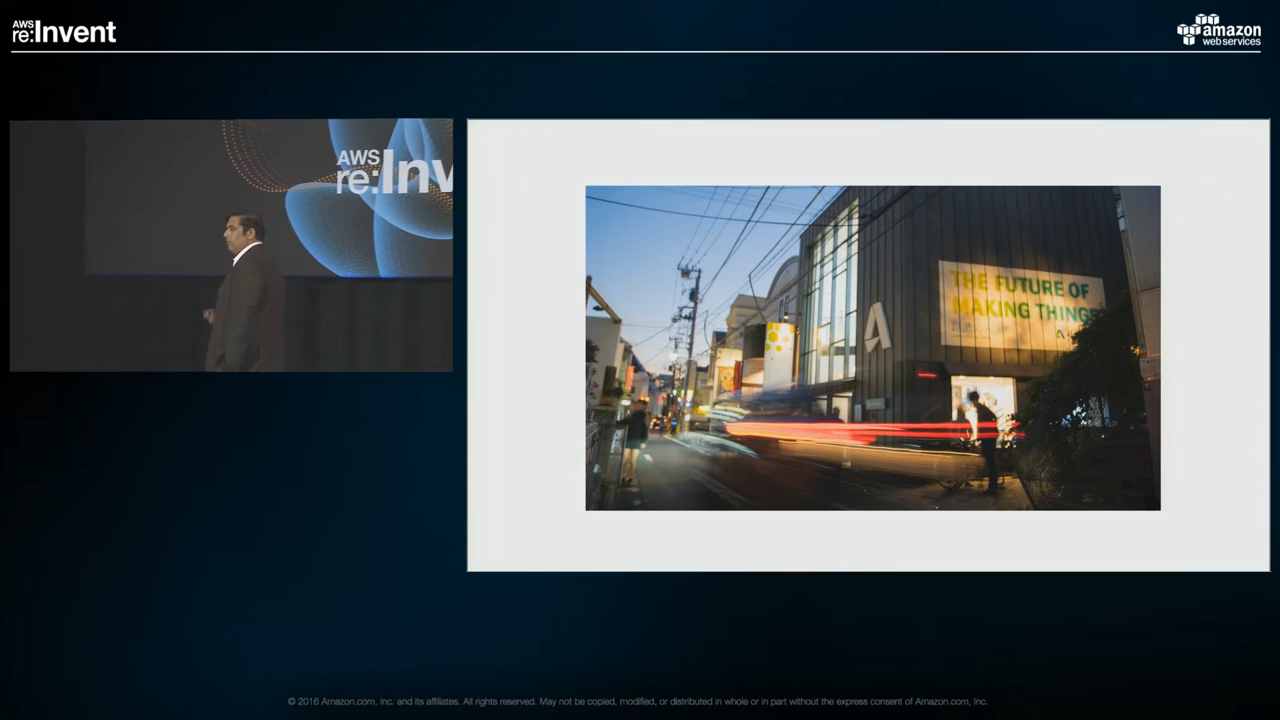 AWS
re:Invent
amazon
web services
AWS
re:Inv
THE FUTURE OF
MAKING THINGS
A
© 2016 Amazon.com, Inc. and its affiliates. All rights reserved. May not be copied, modified, or distributed in whole or in part without the express consent of Amazon.com, Inc.